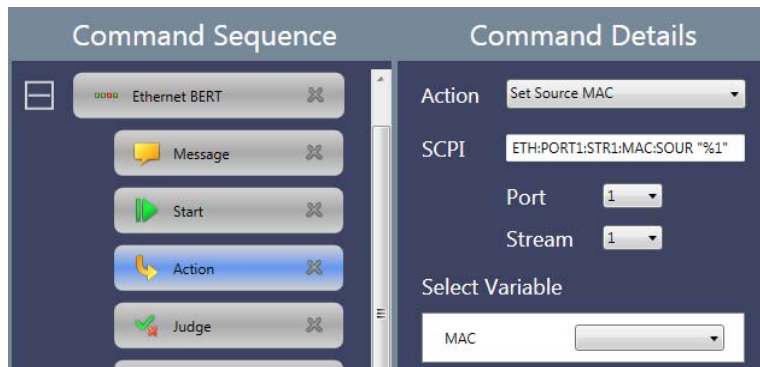 Command Sequence
Ethernet BERT
Message
Start
Action
Judge
Command Details
Action Set Source MAC
SCPI ETH:PORT1:STR1:MAC:SOUR "%1"
Port 1
Stream 1
Select Variable
MAC